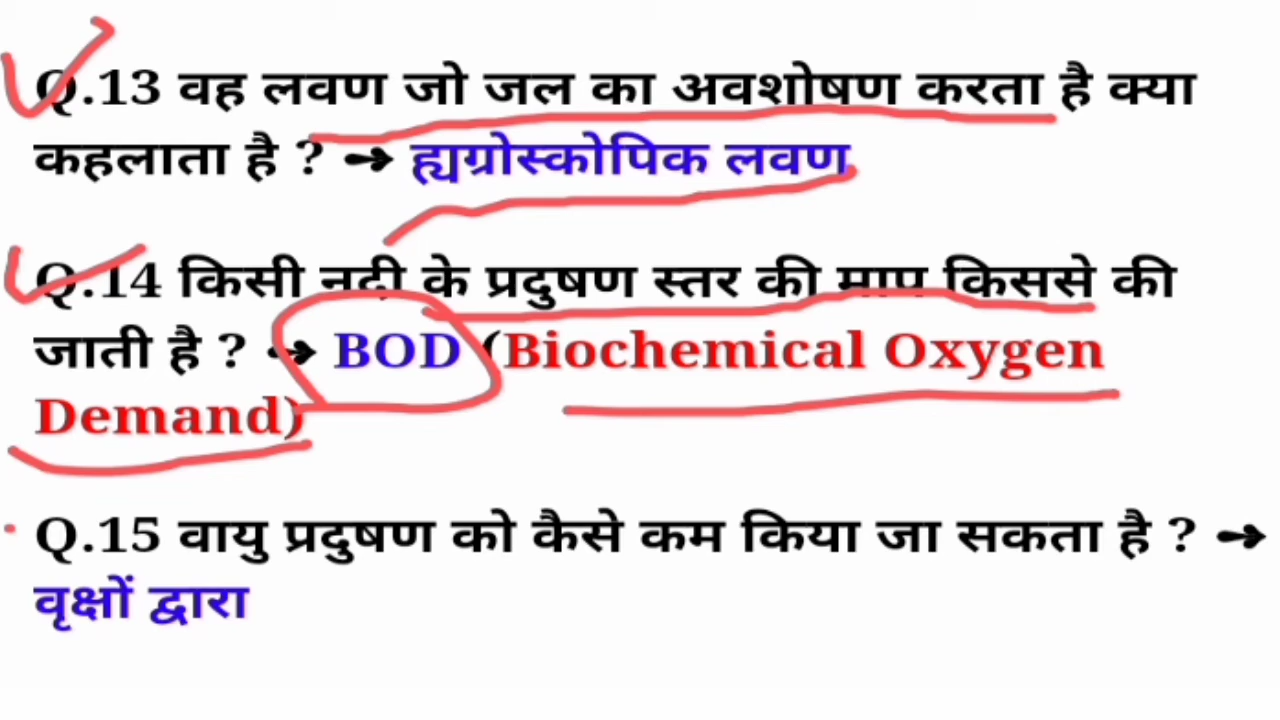 Q.13 वह लवण जो जल का अवशोषण करता है क्या
कहलाता है ? ➔ ह्यग्रोस्कोपिक लवण
Q.14 किसी नदी के प्रदुषण स्तर की माप किससे की
जाती है ? ➔ BOD (Biochemical Oxygen
Demand)
Q.15 वायु प्रदुषण को कैसे कम किया जा सकता है ? ➔
वृक्षों द्वारा